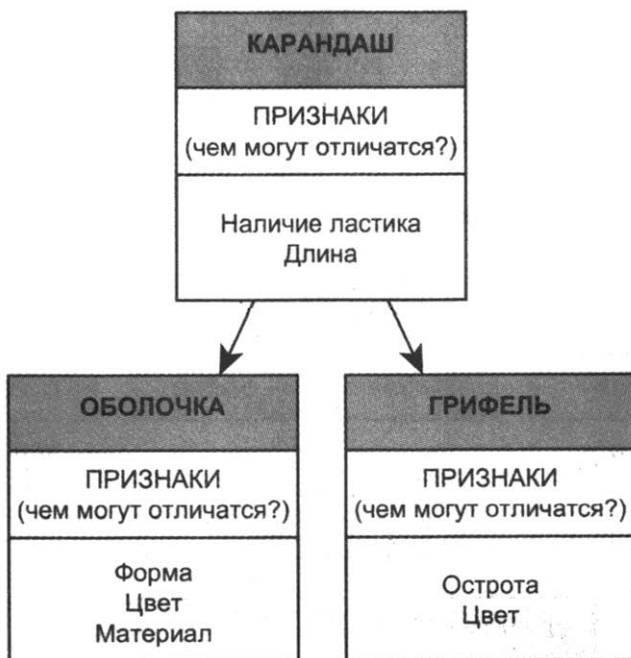 КАРАНДАШ
ПРИЗНАКИ
(чем могут отличатся?)
Наличие ластика
Длина
ОБОЛОЧКА
ПРИЗНАКИ
(чем могут отличатся?)
Форма
Цвет
Материал
ГРИФЕЛЬ
ПРИЗНАКИ
(чем могут отличатся?)
Острота
Цвет